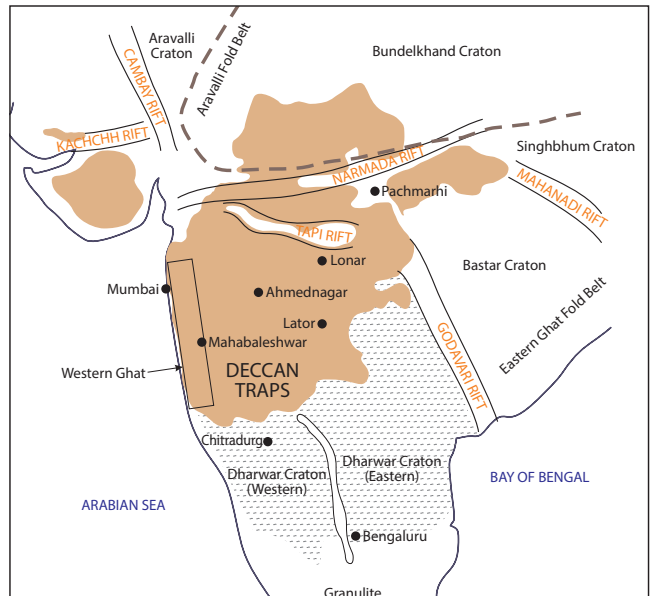 Aravalli
Craton
CAMBAY RIFT
Aravalli Fold Belt
Bundelkhand Craton
KACHCHH RIFT
Singhbhum Craton
NARMADA RIFT
MAHANADI RIFT
Pachmarhi
TAPI RIFT
Lonar
Bastar Craton
Mumbai
Ahmednagar
Eastern Ghat Fold Belt
Lator
Mahabaleshwar
GODAVARI RIFT
Western Ghat
DECCAN
TRAPS
Chitradurg
Dharwar Craton
(Western)
Dharwar Craton
(Eastern)
BAY OF BENGAL
ARABIAN SEA
Bengaluru
Granulite